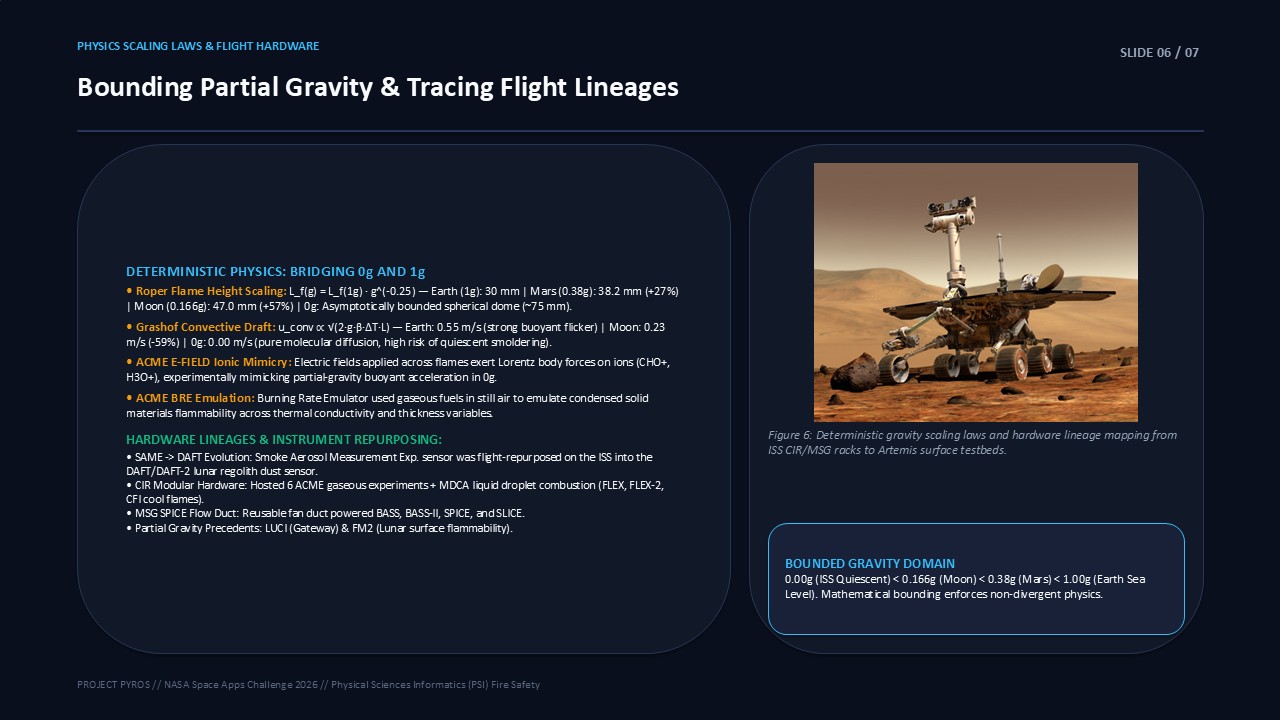 PHYSICS SCALING LAWS & FLIGHT HARDWARE
SLIDE 06 / 07
Bounding Partial Gravity & Tracing Flight Lineages
DETERMINISTIC PHYSICS: BRIDGING 0g AND 1g
• Roper Flame Height Scaling: L_f(g) = L_f(1g) · g^(-0.25) — Earth (1g): 30 mm | Mars (0.38g): 38.2 mm (+27%)
| Moon (0.166g): 47.0 mm (+57%) | 0g: Asymptotically bounded spherical dome (~75 mm).
• Grashof Convective Draft: u_conv ∝ √(2·g·β·ΔT·L) — Earth: 0.55 m/s (strong buoyant flicker) | Moon: 0.23
m/s (-59%) | 0g: 0.00 m/s (pure molecular diffusion, high risk of quiescent smoldering).
• ACME E-FIELD Ionic Mimicry: Electric fields applied across flames exert Lorentz body forces on ions (CHO+,
H3O+), experimentally mimicking partial-gravity buoyant acceleration in 0g.
• ACME BRE Emulation: Burning Rate Emulator used gaseous fuels in still air to emulate condensed solid
materials flammability across thermal conductivity and thickness variables.
HARDWARE LINEAGES & INSTRUMENT REPURPOSING:
• SAME -> DAFT Evolution: Smoke Aerosol Measurement Exp. sensor was flight-repurposed on the ISS into the
DAFT/DAFT-2 lunar regolith dust sensor.
• CIR Modular Hardware: Hosted 6 ACME gaseous experiments + MDCA liquid droplet combustion (FLEX, FLEX-2,
CFI cool flames).
• MSG SPICE Flow Duct: Reusable fan duct powered BASS, BASS-II, SPICE, and SLICE.
• Partial Gravity Precedents: LUCI (Gateway) & FM2 (Lunar surface flammability).
Figure 6: Deterministic gravity scaling laws and hardware lineage mapping from
ISS CIR/MSG racks to Artemis surface testbeds.
BOUNDED GRAVITY DOMAIN
0.00g (ISS Quiescent) < 0.166g (Moon) < 0.38g (Mars) < 1.00g (Earth Sea
Level). Mathematical bounding enforces non-divergent physics.
PROJECT PYROS // NASA Space Apps Challenge 2026 // Physical Sciences Informatics (PSI) Fire Safety